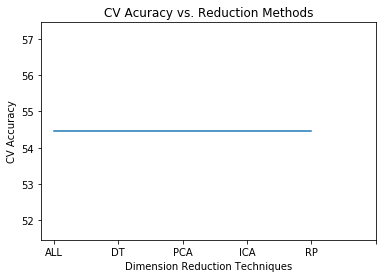 CV Acuracy vs. Reduction Methods
57
56
55
54
53
52
CV Accuracy
ALL DT PCA ICA RP
Dimension Reduction Techniques